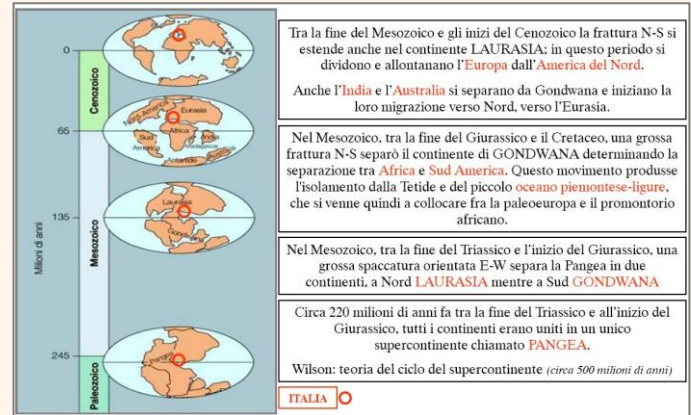 0
65
135
245
Milioni di anni
Cenozoico
Mesozoico
Paleozoico
Nord America
Eurasia
Africa
India
Sud
America
Madagascar
Australia
Antartide
Laurasia
Gondwana
Pangea
Tra la fine del Mesozoico e gli inizi del Cenozoico la frattura N-S si
estende anche nel continente LAURASIA; in questo periodo si
dividono e allontanano l'Europa dall'America del Nord.
Anche l'India e l'Australia si separano da Gondwana e iniziano la
loro migrazione verso Nord, verso l'Eurasia.
Nel Mesozoico, tra la fine del Giurassico e il Cretaceo, una grossa
frattura N-S separò il continente di GONDWANA determinando la
separazione tra Africa e Sud America. Questo movimento produsse
l'isolamento dalla Tetide e del piccolo oceano piemontese-ligure,
che si venne quindi a collocare fra la paleoeuropa e il promontorio
africano.
Nel Mesozoico, tra la fine del Triassico e l'inizio del Giurassico, una
grossa spaccatura orientata E-W separa la Pangea in due
continenti, a Nord LAURASIA mentre a Sud GONDWANA
Circa 220 milioni di anni fa tra la fine del Triassico e all'inizio del
Giurassico, tutti i continenti erano uniti in un unico
supercontinente chiamato PANGEA.
Wilson: teoria del ciclo del supercontinente (circa 500 milioni di anni)
ITALIA